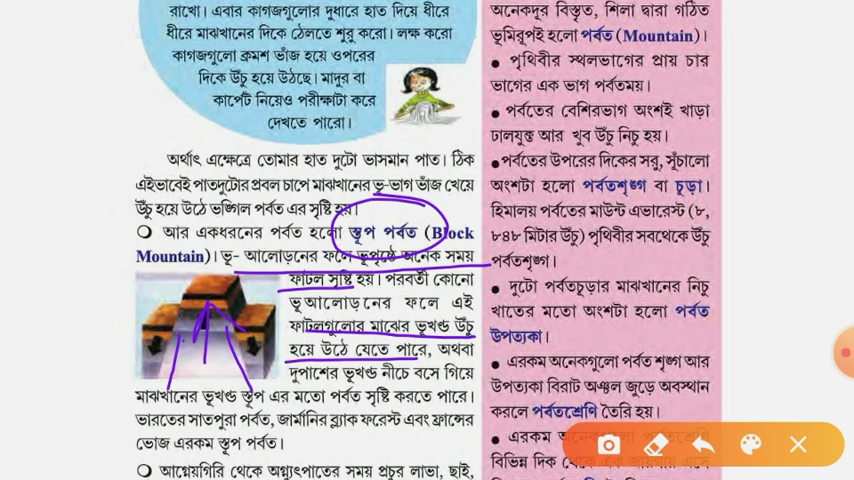 রাখো। এবার কাগজগুলোর দুধারে হাত দিয়ে ধীরে
ধীরে মাঝখানের দিকে ঠেলতে শুরু করো। লক্ষ করো
কাগজগুলো ক্রমশ ভাঁজ হয়ে ওপরের
দিকে উঁচু হয়ে উঠছে। মাদুর বা
কার্পেট নিয়েও পরীক্ষাটা করে
দেখতে পারো।
অর্থাৎ এক্ষেত্রে তোমার হাত দুটো ভাসমান পাত। ঠিক
এইভাবেই পাতদুটোর প্রবল চাপে মাঝখানের ভূ-ভাগ ভাঁজ খেয়ে
উঁচু হয়ে উঠে ভঙ্গিল পর্বত এর সৃষ্টি হয়।
❍ আর একধরনের পর্বত হলো স্তূপ পর্বত (Block
Mountain)। ভূ- আলোড়নের ফলে ভূপৃষ্ঠে অনেক সময়
ফাটল সৃষ্টি হয়। পরবর্তী কোনো
ভূআলোড়নের ফলে এই
ফাটলগুলোর মাঝের ভূখণ্ড উঁচু
হয়ে উঠে যেতে পারে, অথবা
দুপাশের ভূখণ্ড নীচে বসে গিয়ে
মাঝখানের ভূখণ্ড স্তূপ এর মতো পর্বত সৃষ্টি করতে পারে।
ভারতের সাতপুরা পর্বত, জার্মানির ব্ল্যাক ফরেস্ট এবং ফ্রান্সের
ভোজ এরকম স্তূপ পর্বত।
❍ আগ্নেয়গিরি থেকে অগ্ন্যুৎপাতের সময় প্রচুর লাভা, ছাই,
অনেকদূর বিস্তৃত, শিলা দ্বারা গঠিত
ভূমিরূপই হলো পর্বত (Mountain)।
● পৃথিবীর স্থলভাগের প্রায় চার
ভাগের এক ভাগ পর্বতময়।
● পর্বতের বেশিরভাগ অংশই খাড়া
ঢালযুক্ত আর খুব উঁচু নিচু হয়।
●পর্বতের উপরের দিকের সরু, সূঁচালো
অংশটা হলো পর্বতশৃঙ্গ বা চূড়া।
হিমালয় পর্বতের মাউন্ট এভারেস্ট (৮,
৮৪৮ মিটার উঁচু) পৃথিবীর সবথেকে উঁচু
পর্বতশৃঙ্গ।
● দুটো পর্বতচূড়ার মাঝখানের নিচু
খাতের মতো অংশটা হলো পর্বত
উপত্যকা।
● এরকম অনেকগুলো পর্বত শৃঙ্গ আর
উপত্যকা বিরাট অঞ্চল জুড়ে অবস্থান
করলে পর্বতশ্রেণি তৈরি হয়।
● এরকম
বিভিন্ন দিক